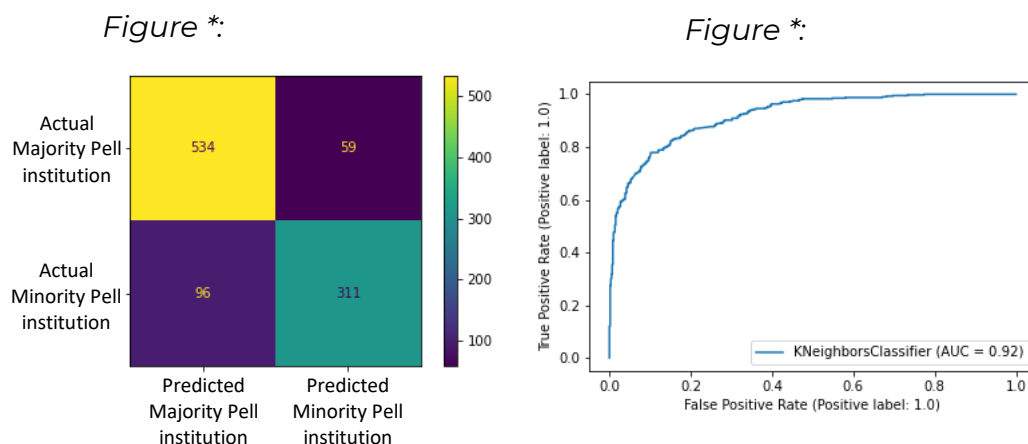 Figure *:
Actual
Majority Pell
institution
Actual
Minority Pell
institution
534
59
96
311
Predicted
Majority Pell
institution
Predicted
Minority Pell
institution
500
400
300
200
100
Figure *:
True Positive Rate (Positive label: 1.0)
1.0
0.8
0.6
0.4
0.2
0.0
KNeighborsClassifier (AUC = 0.92)
0.0
0.2
0.4
0.6
0.8
1.0
False Positive Rate (Positive label: 1.0)